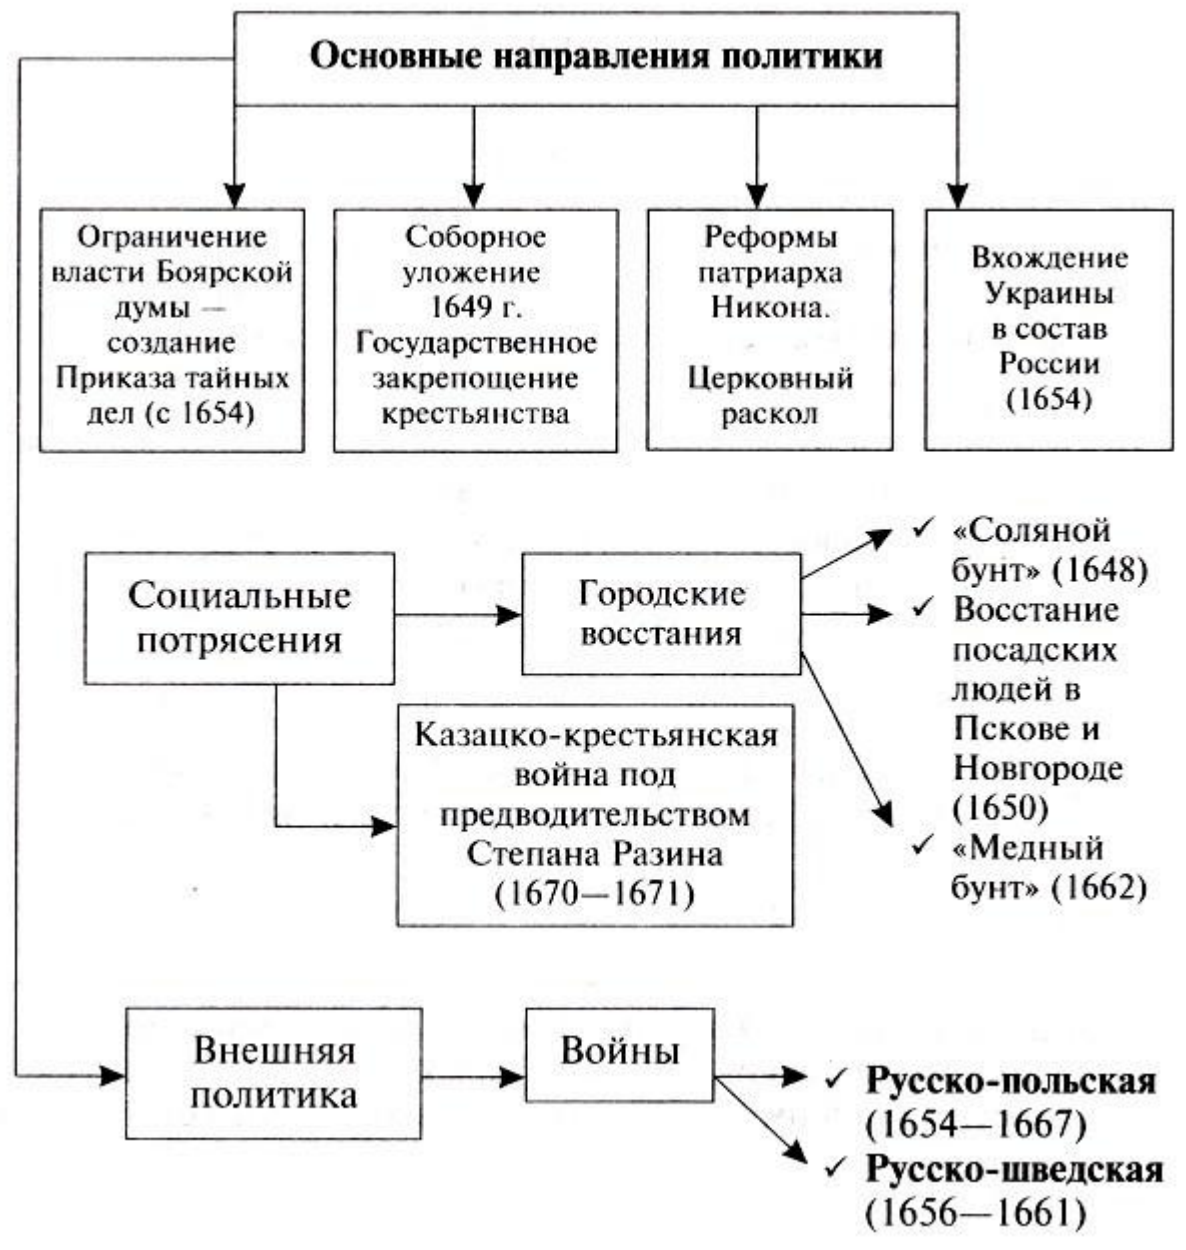 Основные направления политики
Ограничение
власти Боярской
думы —
создание
Приказа тайных
дел (с 1654)
Соборное
уложение
1649 г.
Государственное
закрепощение
крестьянства
Реформы
патриарха
Никона.
Церковный
раскол
Вхождение
Украины
в состав
России
(1654)
Социальные
потрясения
Городские
восстания
✓ «Соляной
бунт» (1648)
✓ Восстание
посадских
людей в
Пскове и
Новгороде
(1650)
✓ «Медный
бунт» (1662)
Казацко-крестьянская
война под
предводительством
Степана Разина
(1670—1671)
Внешняя
политика
Войны
✓ Русско-польская
(1654—1667)
✓ Русско-шведская
(1656—1661)